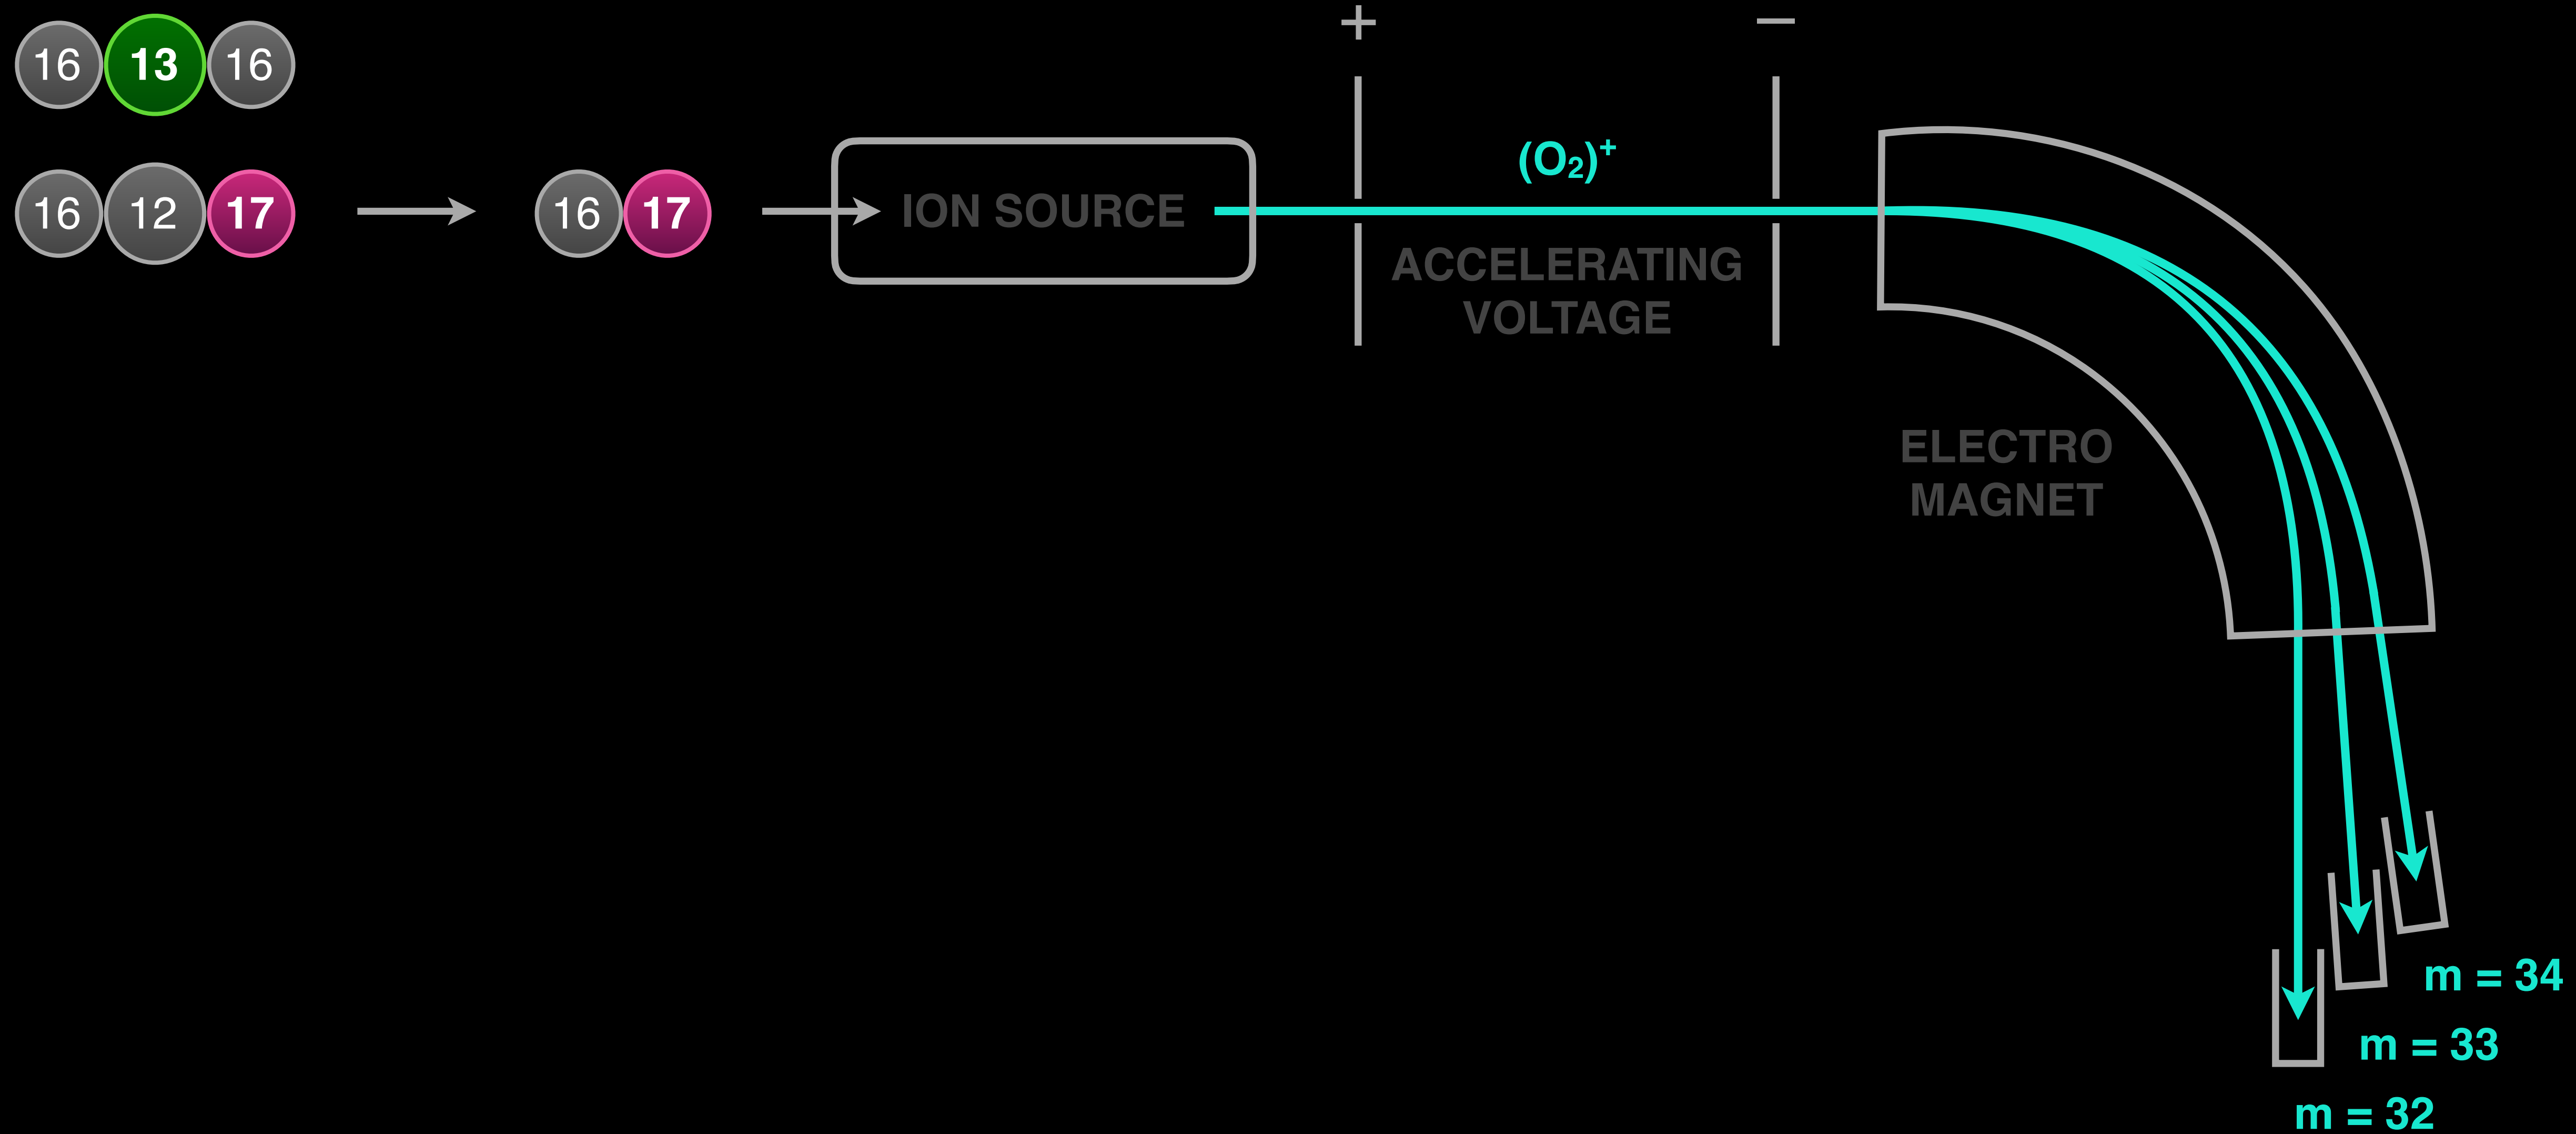 16 13 16
16 12 17
16 17
ION SOURCE
+
−
(O₂)⁺
ACCELERATING
VOLTAGE
ELECTRO
MAGNET
m = 34
m = 33
m = 32